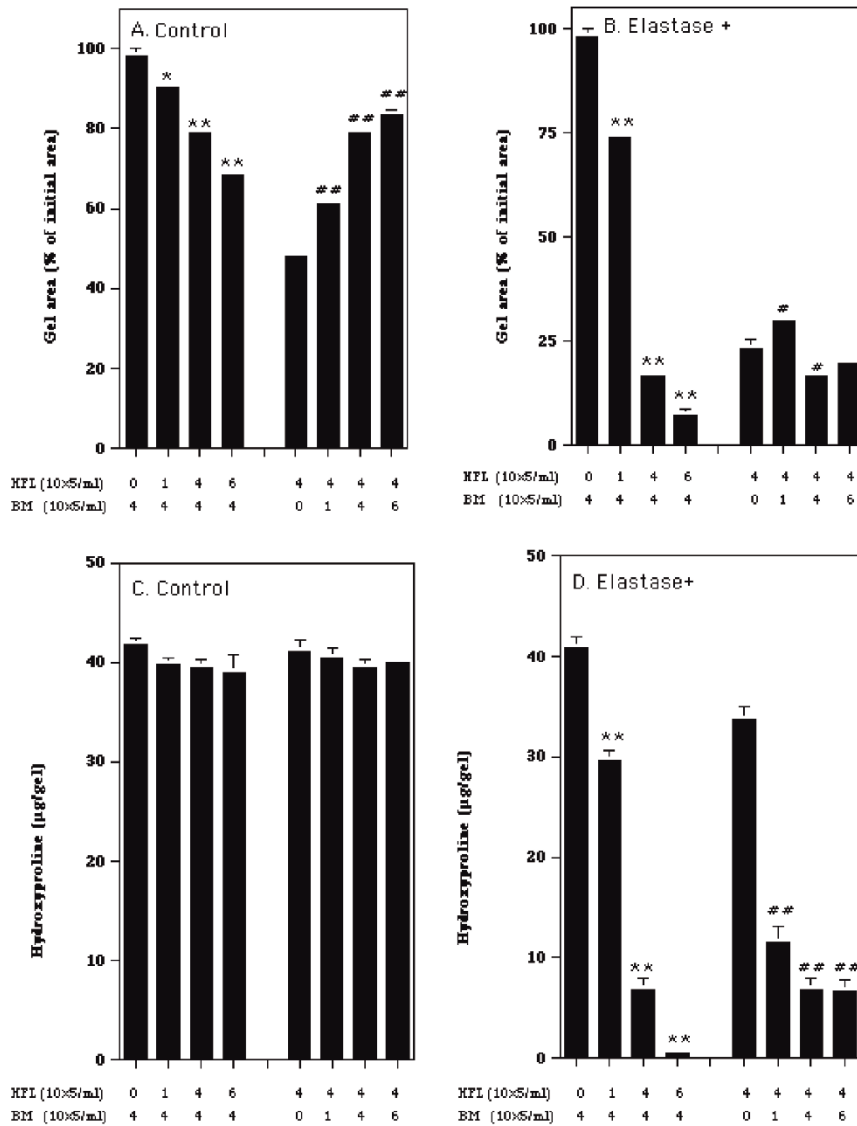 A. Control
Gel area (% of initial area)
100
80
60
40
20
0
* ** ** ## ## ##
HFL (10×5/ml) 0 1 4 6 4 4 4 4
BM (10×5/ml) 4 4 4 4 0 1 4 6
B. Elastase +
Gel area (% of initial area)
100
75
50
25
0
** ** ** # #
HFL (10×5/ml) 0 1 4 6 4 4 4 4
BM (10×5/ml) 4 4 4 4 0 1 4 6
C. Control
Hydroxyproline (µg/gel)
50
40
30
20
10
0
HFL (10×5/ml) 0 1 4 6 4 4 4 4
BM (10×5/ml) 4 4 4 4 0 1 4 6
D. Elastase+
Hydroxyproline (µg/gel)
50
40
30
20
10
0
** ** ** ## ## ##
HFL (10×5/ml) 0 1 4 6 4 4 4 4
BM (10×5/ml) 4 4 4 4 0 1 4 6